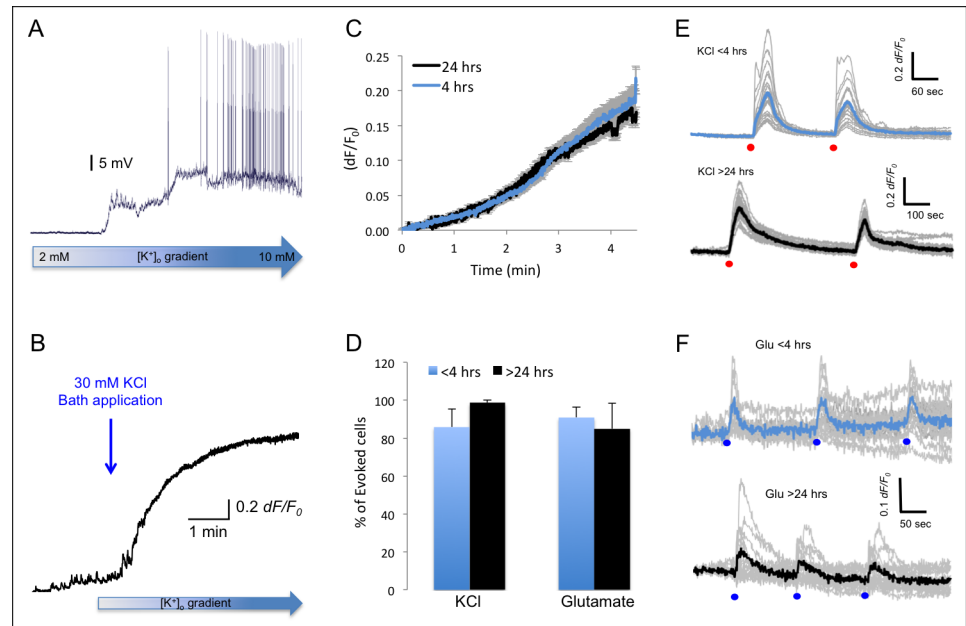 A
5 mV
2 mM
[K⁺]ₒ gradient
10 mM
B
30 mM KCl
Bath application
0.2 dF/F₀
1 min
[K⁺]ₒ gradient
C
24 hrs
4 hrs
(dF/F₀)
0.25
0.20
0.15
0.10
0.05
0.00
0
1
2
3
4
Time (min)
D
<4 hrs
>24 hrs
% of Evoked cells
120
100
80
60
40
20
0
KCl
Glutamate
E
KCl <4 hrs
0.2 dF/F₀
60 sec
KCl >24 hrs
0.2 dF/F₀
100 sec
F
Glu <4 hrs
Glu >24 hrs
0.1 dF/F₀
50 sec